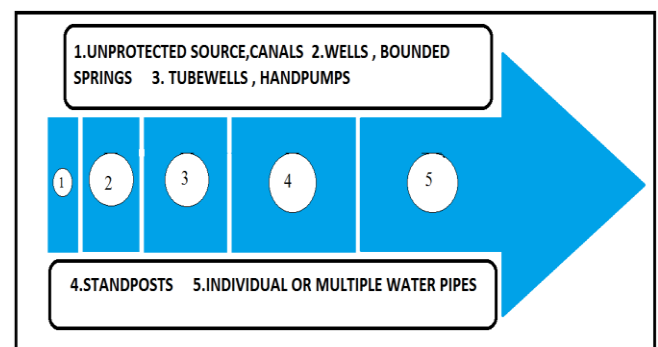 1.UNPROTECTED SOURCE,CANALS 2.WELLS , BOUNDED
SPRINGS 3. TUBEWELLS , HANDPUMPS
1 2 3 4 5
4.STANDPOSTS 5.INDIVIDUAL OR MULTIPLE WATER PIPES